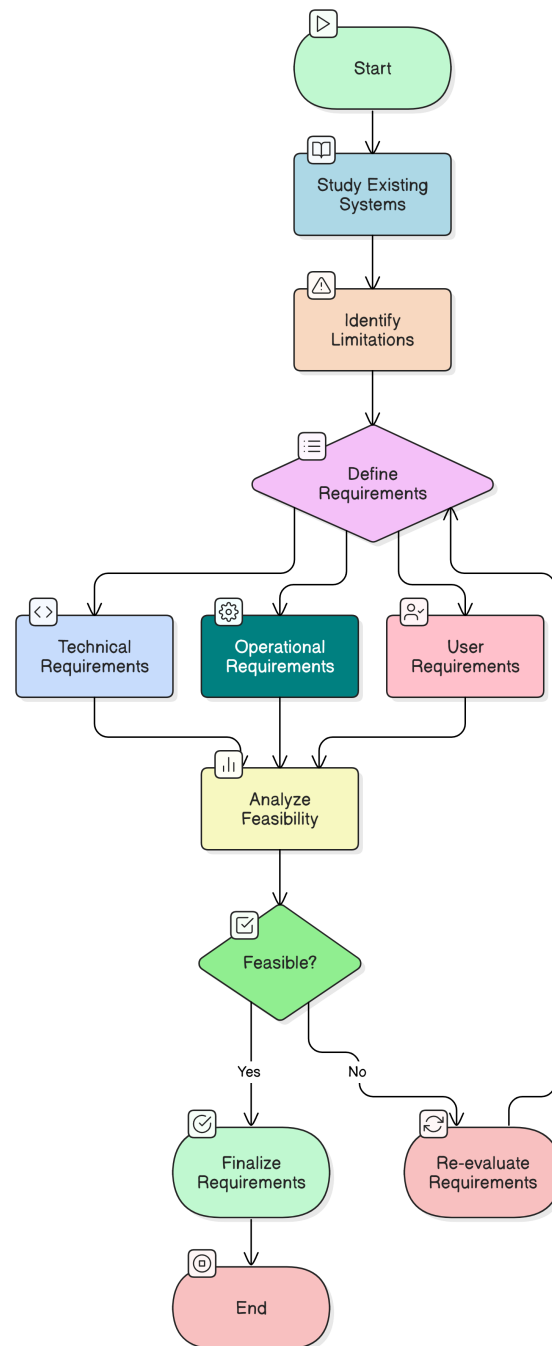 Start
Study Existing
Systems
Identify
Limitations
Define
Requirements
Technical
Requirements
Operational
Requirements
User
Requirements
Analyze
Feasibility
Feasible?
Yes
No
Finalize
Requirements
Re-evaluate
Requirements
End